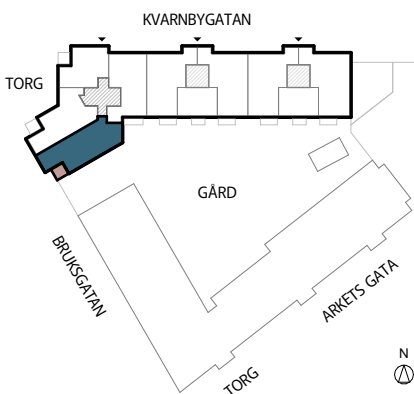 KVARNBYGATAN
TORG
GÅRD
BRUKSGATAN
ARKETS GATA
TORG
N